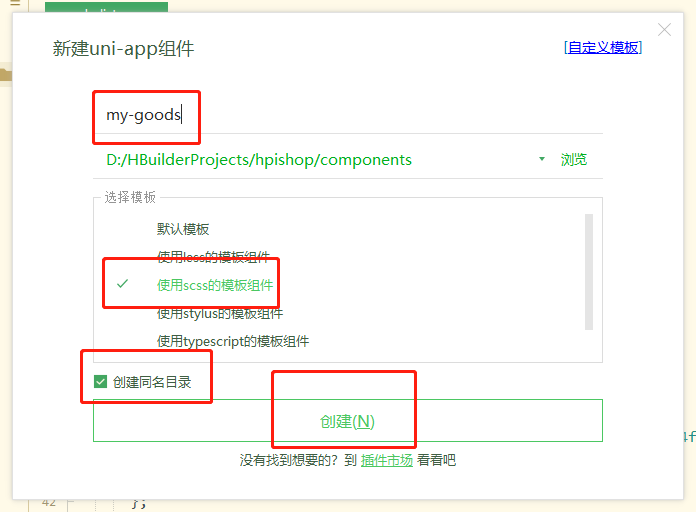 新建uni-app组件
[自定义模板]
my-goods
D:/HBuilderProjects/hpishop/components
浏览
选择模板
默认模板
使用less的模板组件
使用scss的模板组件
使用stylus的模板组件
使用typescript的模板组件
创建同名目录
创建(N)
4f
没有找到想要的? 到 插件市场 看看吧
42
};